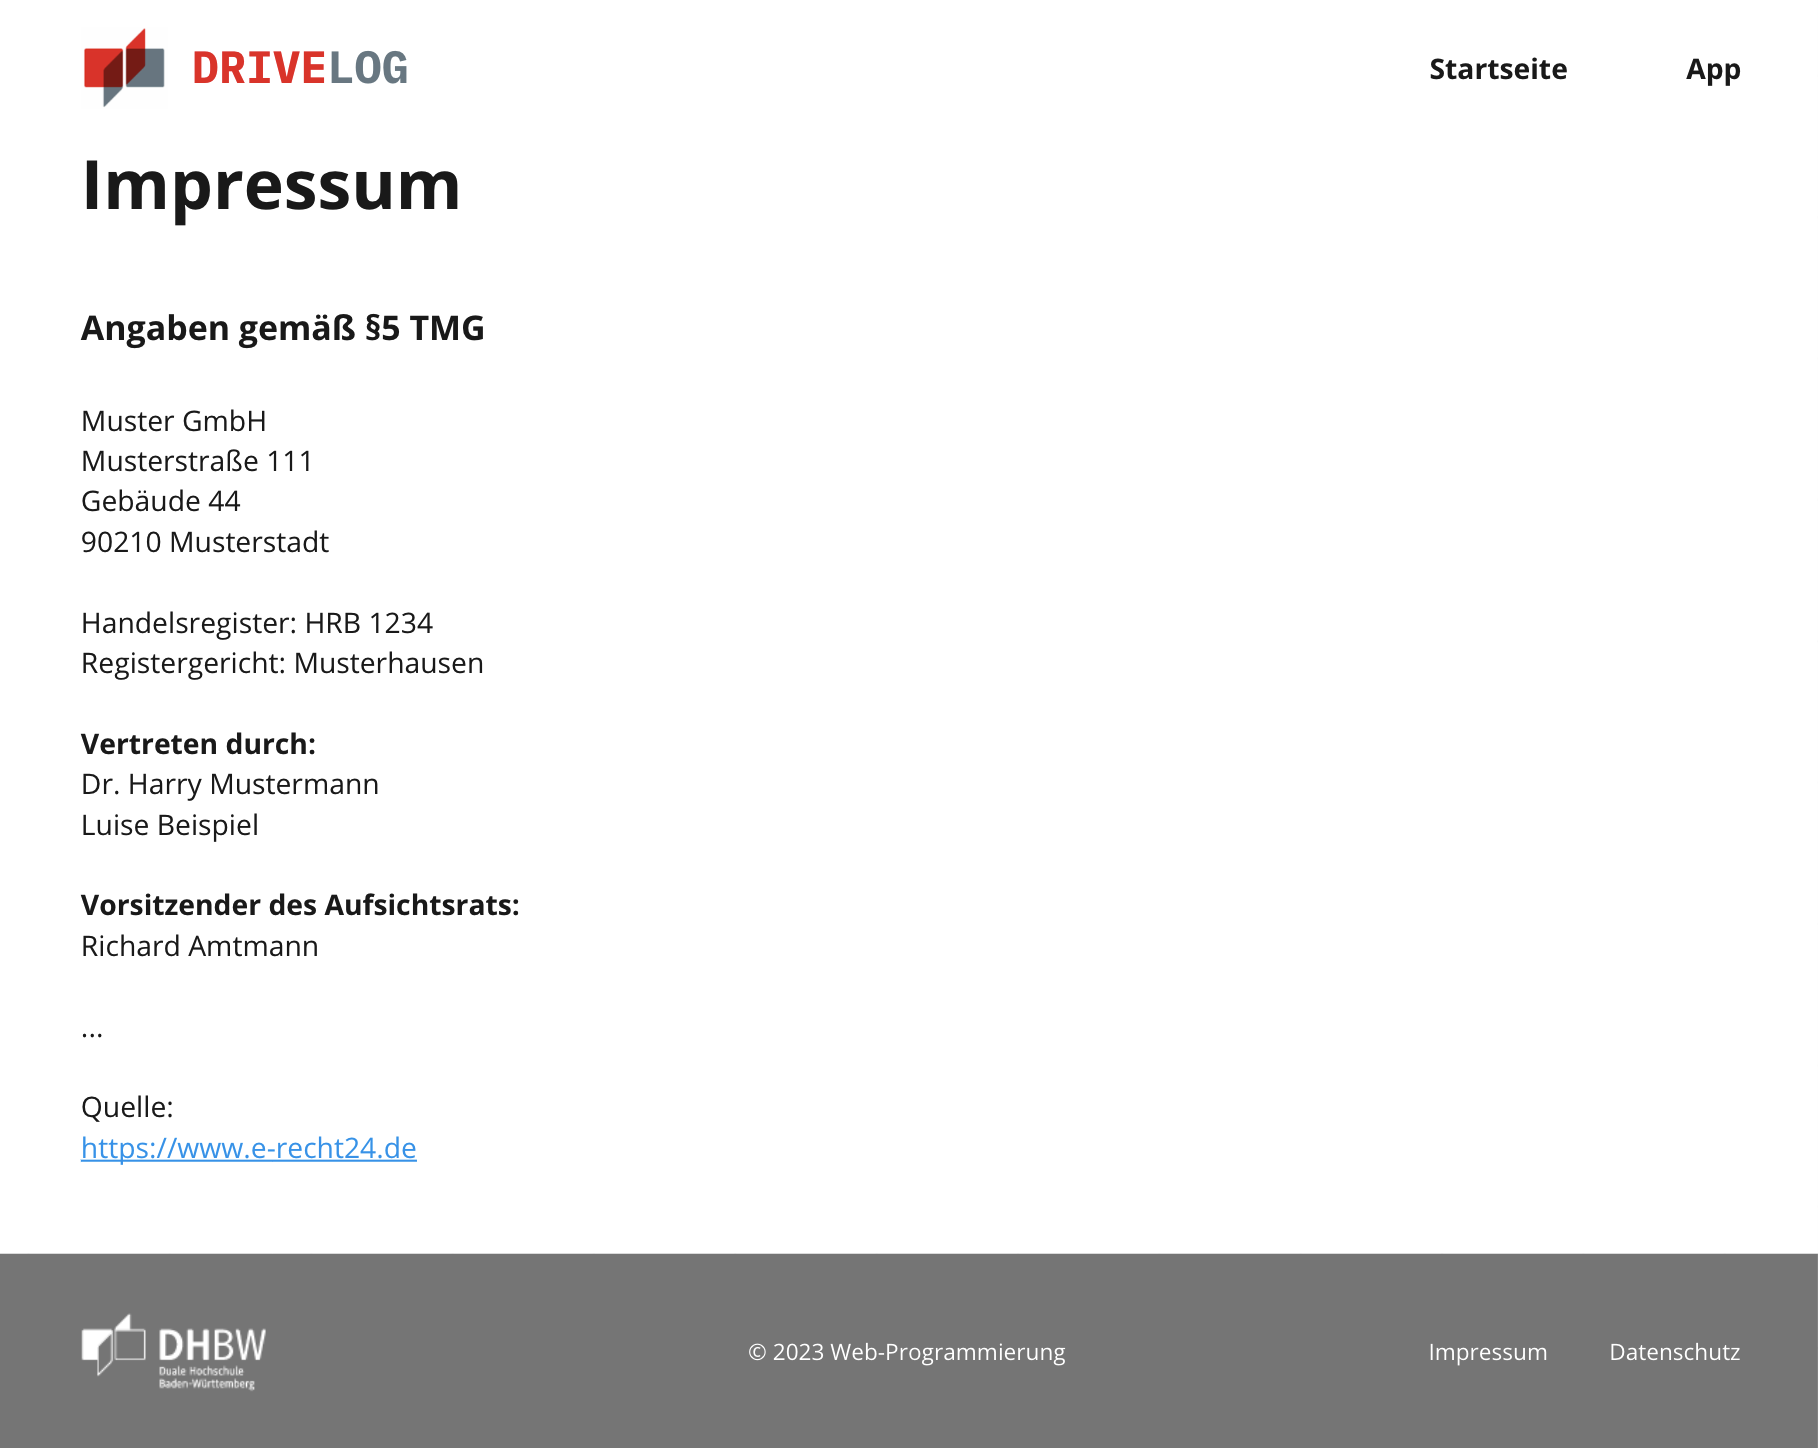 DRIVELOG
Startseite
App
Impressum
Angaben gemäß §5 TMG
Muster GmbH
Musterstraße 111
Gebäude 44
90210 Musterstadt
Handelsregister: HRB 1234
Registergericht: Musterhausen
Vertreten durch:
Dr. Harry Mustermann
Luise Beispiel
Vorsitzender des Aufsichtsrats:
Richard Amtmann
...
Quelle:
https://www.e-recht24.de
DHBW
Duale Hochschule
Baden-Württemberg
© 2023 Web-Programmierung
Impressum
Datenschutz